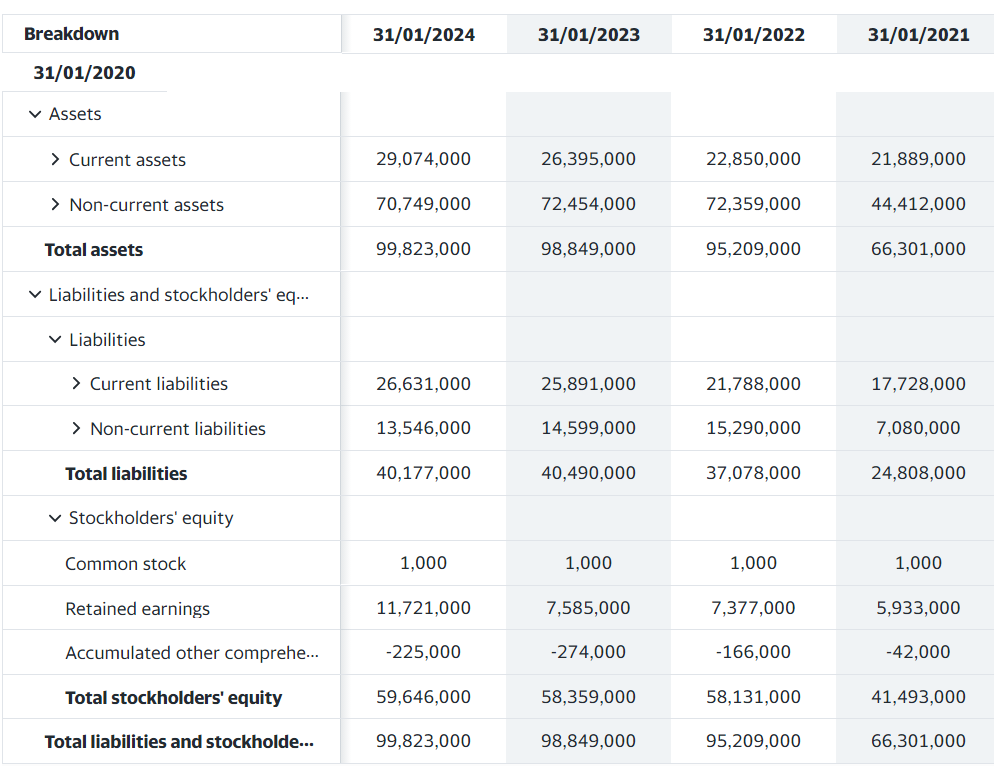 Breakdown 31/01/2024 31/01/2023 31/01/2022 31/01/2021
31/01/2020
Assets
Current assets 29,074,000 26,395,000 22,850,000 21,889,000
Non-current assets 70,749,000 72,454,000 72,359,000 44,412,000
Total assets 99,823,000 98,849,000 95,209,000 66,301,000
Liabilities and stockholders' eq...
Liabilities
Current liabilities 26,631,000 25,891,000 21,788,000 17,728,000
Non-current liabilities 13,546,000 14,599,000 15,290,000 7,080,000
Total liabilities 40,177,000 40,490,000 37,078,000 24,808,000
Stockholders' equity
Common stock 1,000 1,000 1,000 1,000
Retained earnings 11,721,000 7,585,000 7,377,000 5,933,000
Accumulated other comprehe... -225,000 -274,000 -166,000 -42,000
Total stockholders' equity 59,646,000 58,359,000 58,131,000 41,493,000
Total liabilities and stockholde... 99,823,000 98,849,000 95,209,000 66,301,000